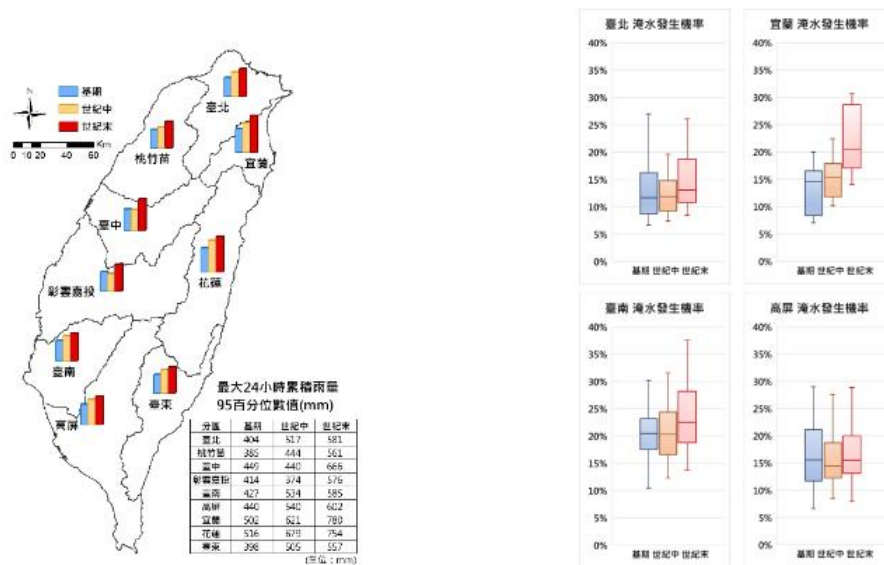 N
基期
世紀中
世紀末
Km
0 10 20 40 60
臺北
桃竹苗
宜蘭
臺中
花蓮
彰雲嘉投
臺南
臺東
高屏
最大24小時累積雨量
95百分位數值(mm)
分區 基期 世紀中 世紀末
臺北 404 517 581
桃竹苗 385 444 561
臺中 449 440 666
彰雲嘉投 414 374 576
臺南 427 534 585
高屏 440 540 602
宜蘭 502 621 788
花蓮 516 679 754
臺東 398 505 557
(單位：mm)
臺北 淹水發生機率
40%
35%
30%
25%
20%
15%
10%
5%
0%
基期 世紀中 世紀末
宜蘭 淹水發生機率
40%
35%
30%
25%
20%
15%
10%
5%
0%
基期 世紀中 世紀末
臺南 淹水發生機率
40%
35%
30%
25%
20%
15%
10%
5%
0%
基期 世紀中 世紀末
高屏 淹水發生機率
40%
35%
30%
25%
20%
15%
10%
5%
0%
基期 世紀中 世紀末